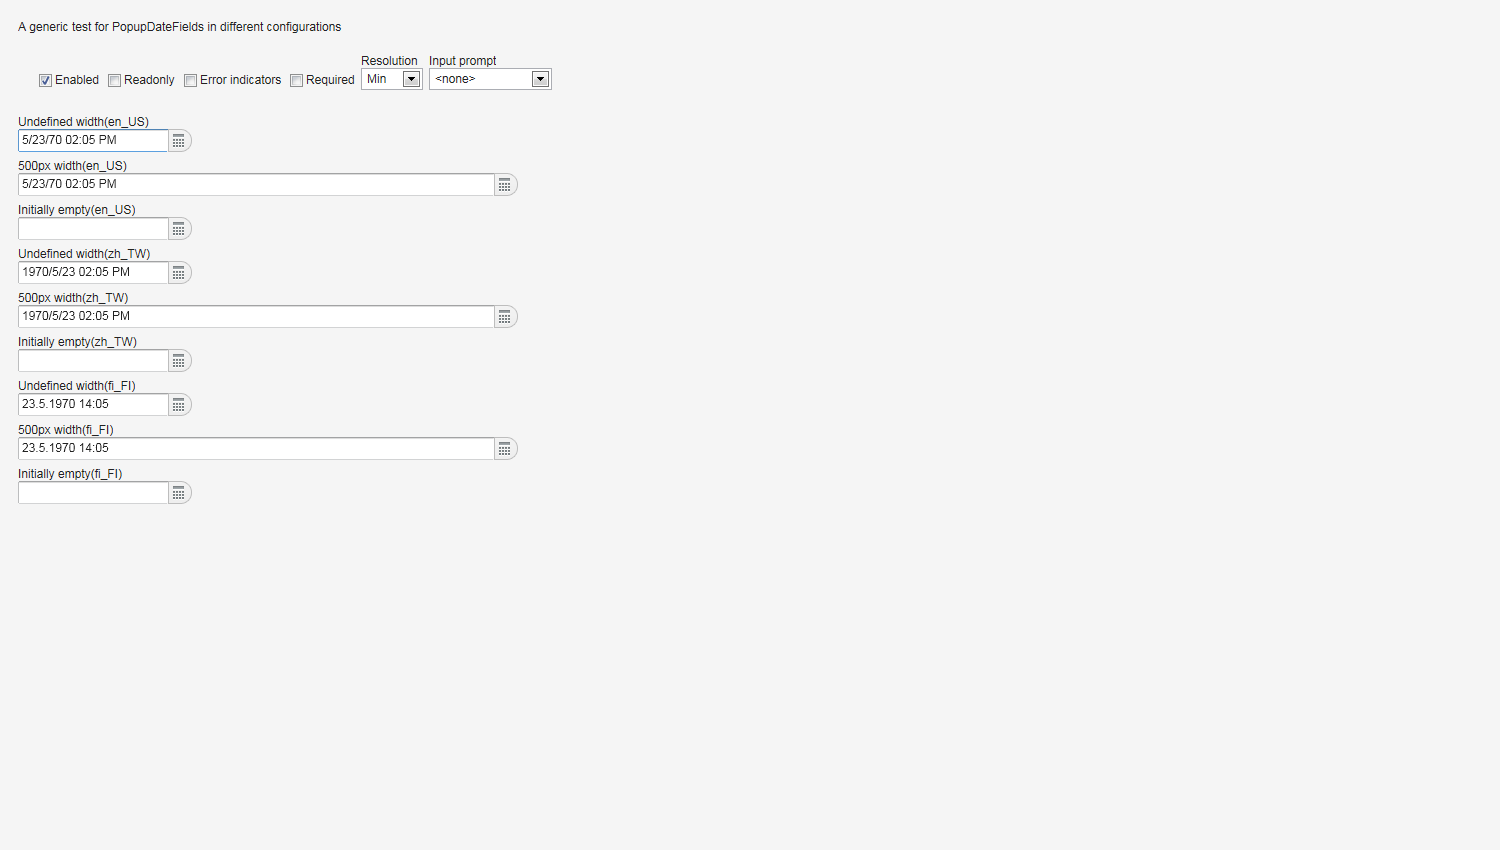 A generic test for PopupDateFields in different configurations
Resolution Input prompt
Enabled Readonly Error indicators Required Min <none>
Undefined width(en_US)
5/23/70 02:05 PM
500px width(en_US)
5/23/70 02:05 PM
Initially empty(en_US)
Undefined width(zh_TW)
1970/5/23 02:05 PM
500px width(zh_TW)
1970/5/23 02:05 PM
Initially empty(zh_TW)
Undefined width(fi_FI)
23.5.1970 14:05
500px width(fi_FI)
23.5.1970 14:05
Initially empty(fi_FI)